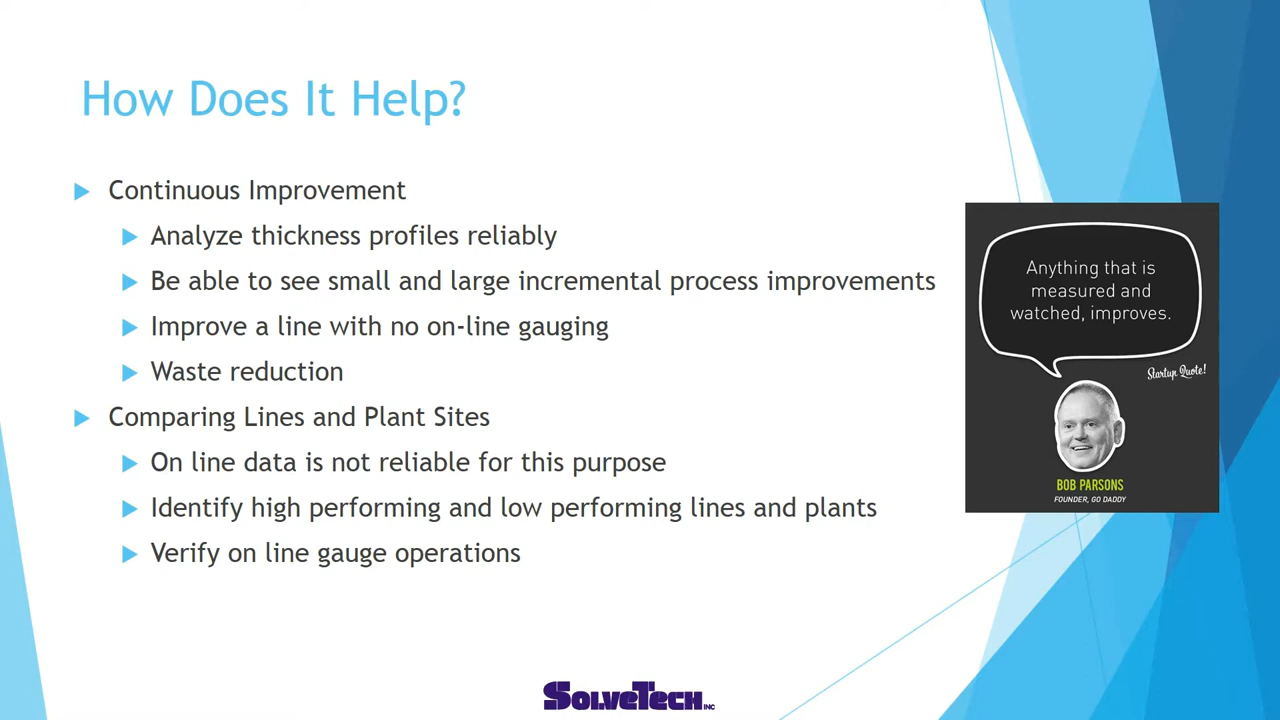 How Does It Help?
Continuous Improvement
Analyze thickness profiles reliably
Be able to see small and large incremental process improvements
Improve a line with no on-line gauging
Waste reduction
Comparing Lines and Plant Sites
On line data is not reliable for this purpose
Identify high performing and low performing lines and plants
Verify on line gauge operations
Anything that is
measured and
watched, improves.
Startup Quote!
BOB PARSONS
FOUNDER, GO DADDY
SOLVETECH INC